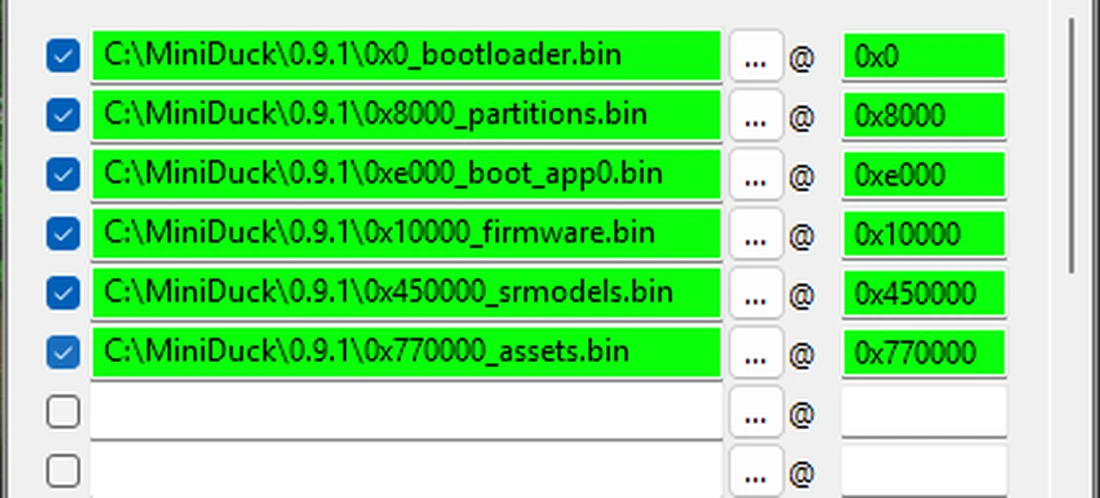 C:\MiniDuck\0.9.1\0x0_bootloader.bin ... @ 0x0
C:\MiniDuck\0.9.1\0x8000_partitions.bin ... @ 0x8000
C:\MiniDuck\0.9.1\0xe000_boot_app0.bin ... @ 0xe000
C:\MiniDuck\0.9.1\0x10000_firmware.bin ... @ 0x10000
C:\MiniDuck\0.9.1\0x450000_srmodels.bin ... @ 0x450000
C:\MiniDuck\0.9.1\0x770000_assets.bin ... @ 0x770000
... @
... @